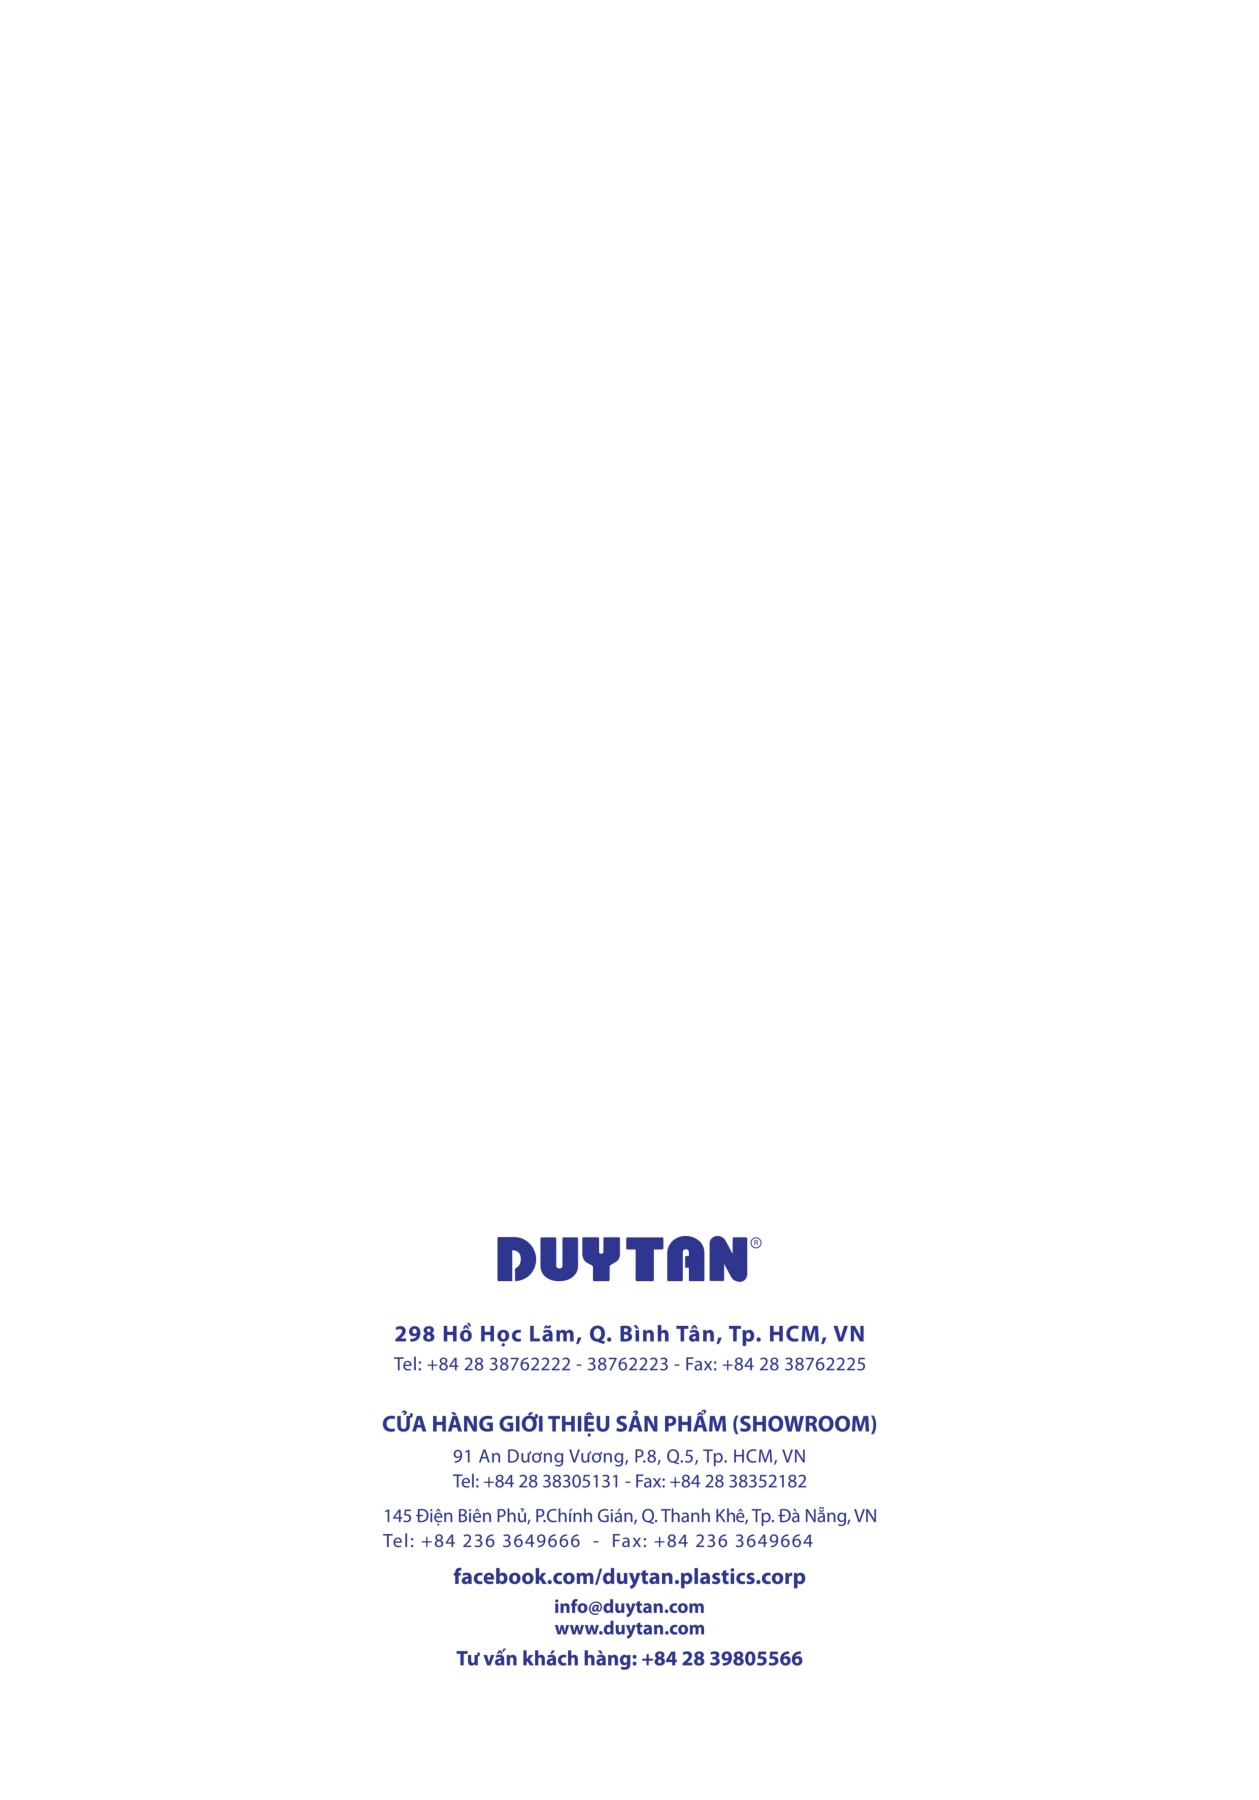 DUYTAN®
298 Hồ Học Lãm, Q. Bình Tân, Tp. HCM, VN
Tel: +84 28 38762222 - 38762223 - Fax: +84 28 38762225
CỬA HÀNG GIỚI THIỆU SẢN PHẨM (SHOWROOM)
91 An Dương Vương, P.8, Q.5, Tp. HCM, VN
Tel: +84 28 38305131 - Fax: +84 28 38352182
145 Điện Biên Phủ, P.Chính Gián, Q. Thanh Khê, Tp. Đà Nẵng, VN
Tel: +84 236 3649666 - Fax: +84 236 3649664
facebook.com/duytan.plastics.corp
info@duytan.com
www.duytan.com
Tư vấn khách hàng: +84 28 39805566